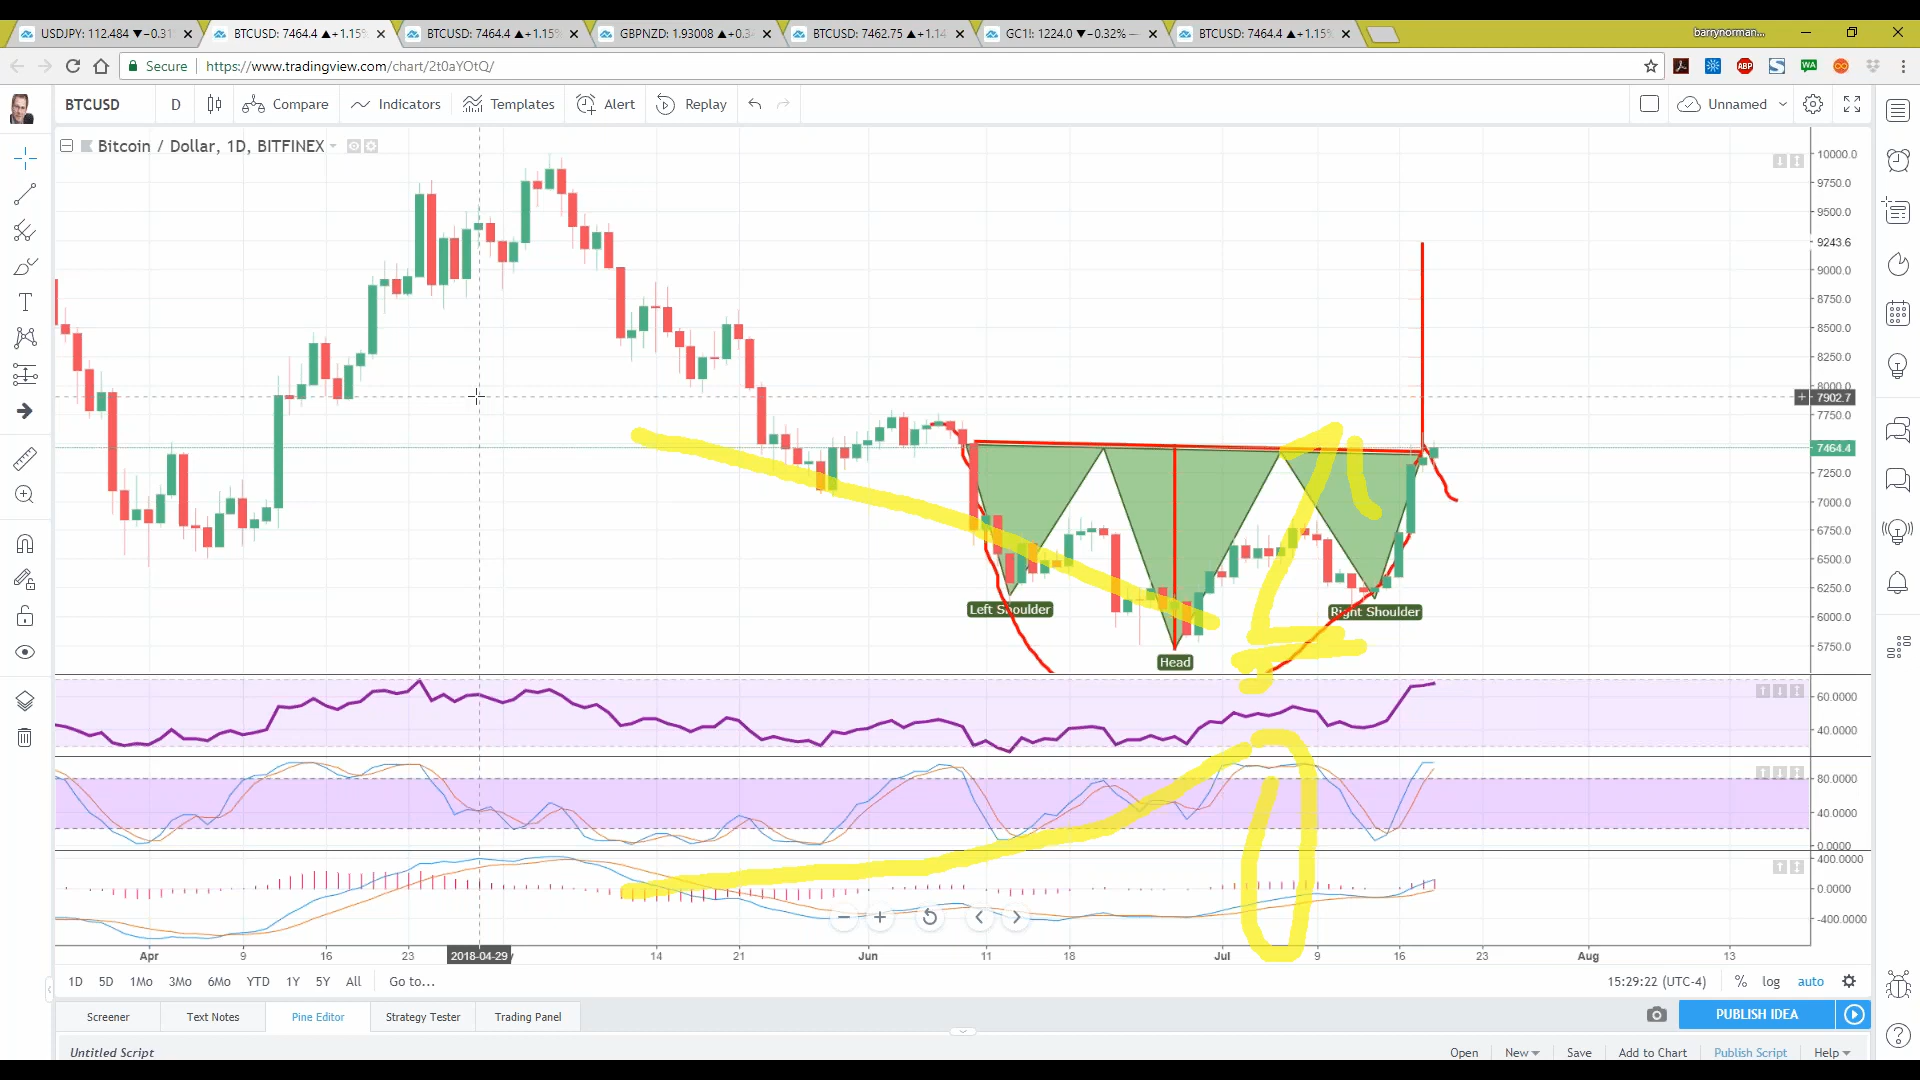 USDJPY: 112.484 ▼−0.31
BTCUSD: 7464.4 ▲+1.15%
BTCUSD: 7464.4 ▲+1.15%
GBPNZD: 1.93008 ▲+0.3
BTCUSD: 7462.75 ▲+1.14
GC1!: 1224.0 ▼−0.32% —
BTCUSD: 7464.4 ▲+1.15%
barrynorman...
Secure
https://www.tradingview.com/chart/2t0aYOtQ/
BTCUSD D Compare Indicators Templates Alert Replay Unnamed
Bitcoin / Dollar, 1D, BITFINEX
10000.0
9750.0
9500.0
9243.6
9000.0
8750.0
8500.0
8250.0
8000.0
7902.7
7750.0
7464.4
7250.0
7000.0
6750.0
6500.0
6250.0
6000.0
5750.0
Left Shoulder
Right Shoulder
Head
60.0000
40.0000
80.0000
40.0000
0.0000
400.0000
0.0000
-400.0000
Apr 9 16 23 2018-04-29 14 21 Jun 11 18 Jul 9 16 23 Aug 13
1D 5D 1Mo 3Mo 6Mo YTD 1Y 5Y All Go to... 15:29:22 (UTC-4) % log auto
Screener Text Notes Pine Editor Strategy Tester Trading Panel PUBLISH IDEA
Untitled Script Open New Save Add to Chart Publish Script Help